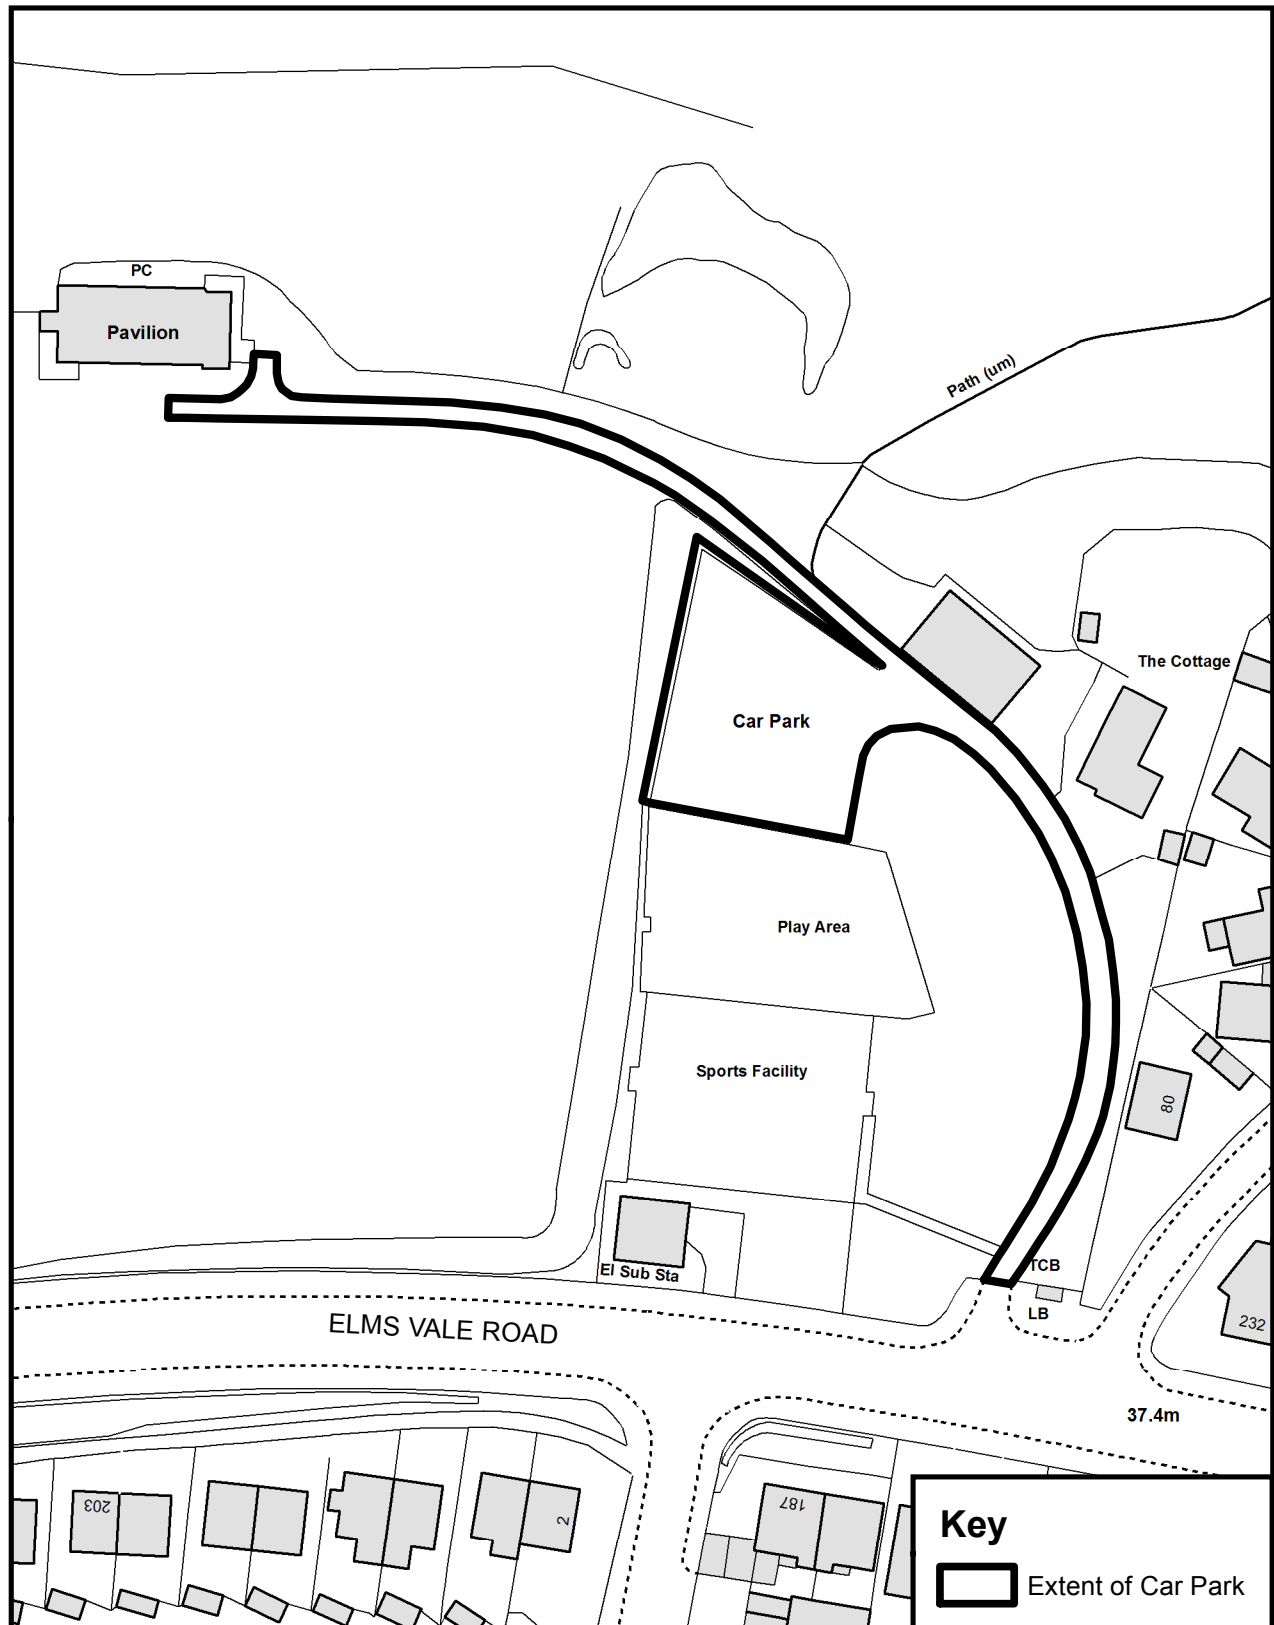 PC
Pavilion
Path (um)
The Cottage
Car Park
Play Area
Sports Facility
80
El Sub Sta
TCB
LB
232
ELMS VALE ROAD
37.4m
203
2
187
Key
Extent of Car Park